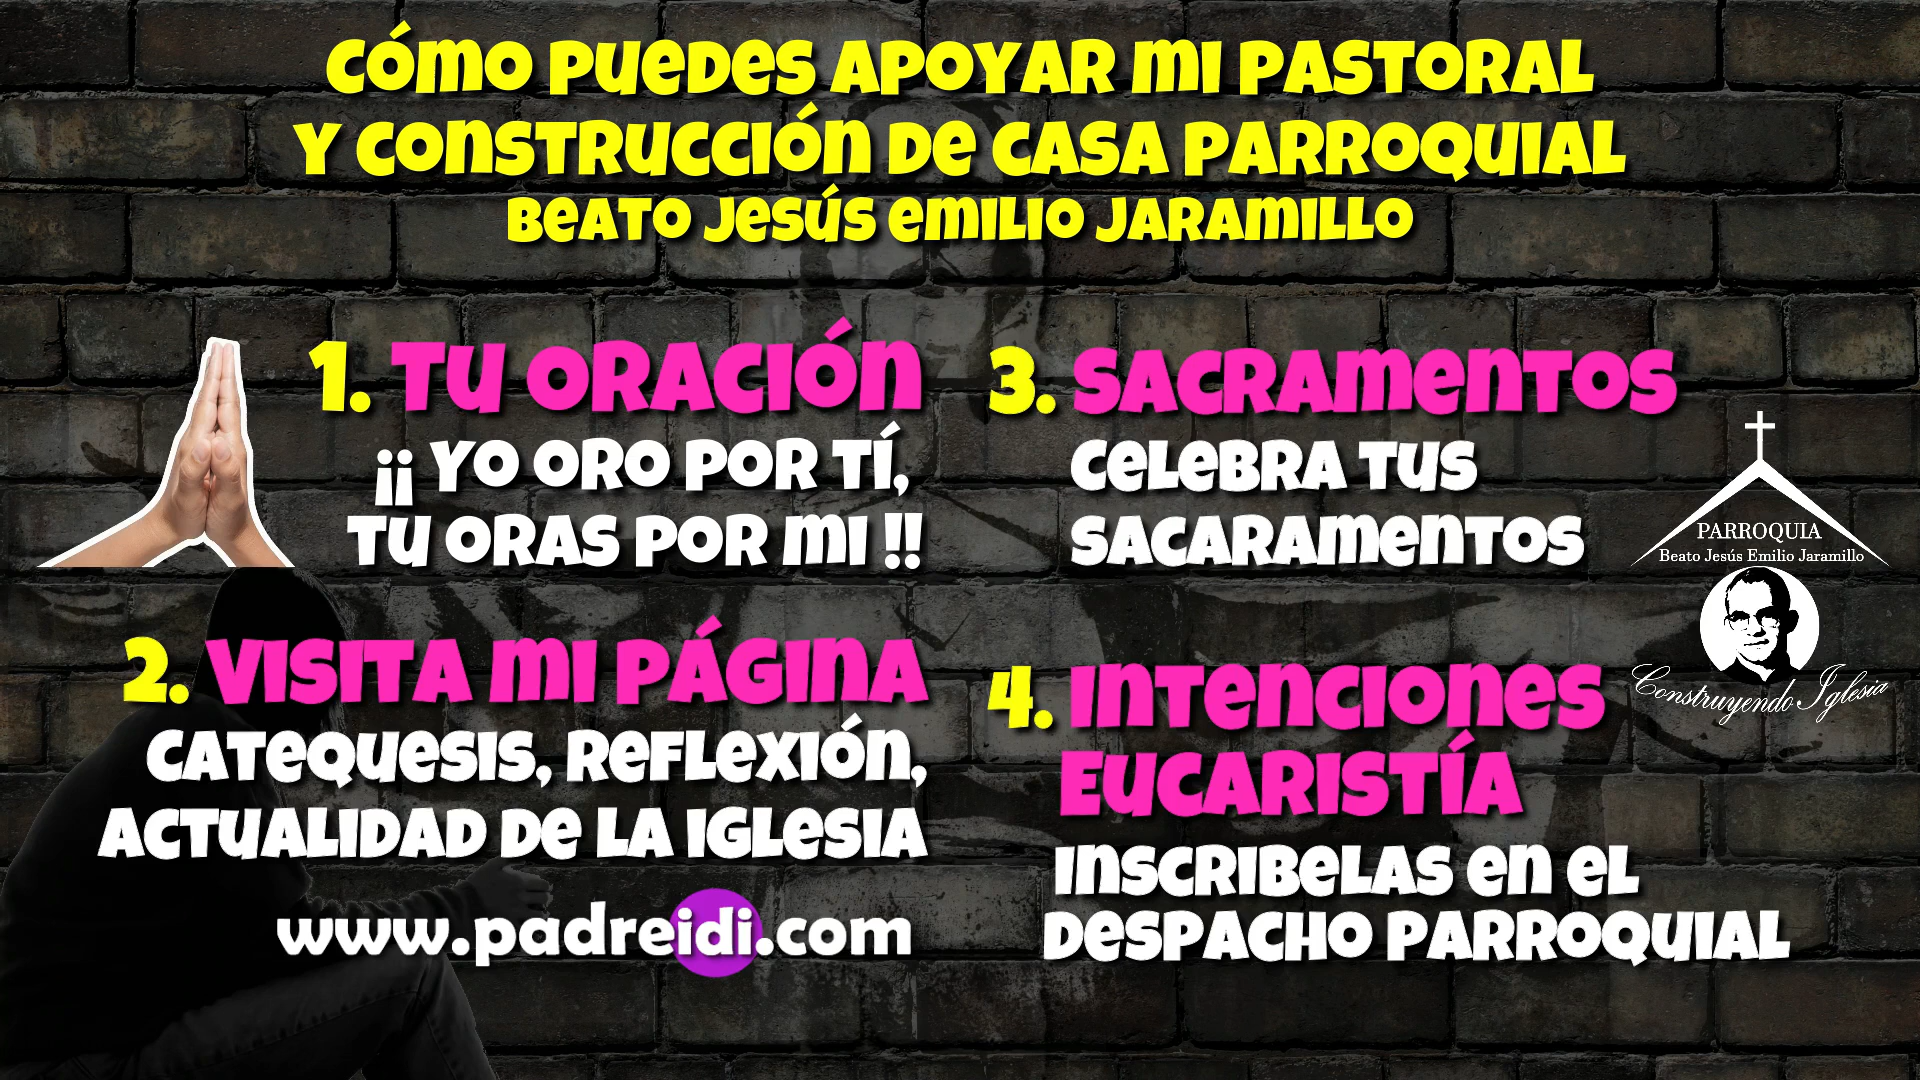 CÓMO PUEDES APOYAR MI PASTORAL
Y CONSTRUCCIÓN DE CASA PARROQUIAL
BEATO JESÚS EMILIO JARAMILLO
1. TU ORACIÓN
¡¡ YO ORO POR TÍ,
TU ORAS POR MI !!
2. VISITA MI PÁGINA
CATEQUESIS, REFLEXIÓN,
ACTUALIDAD DE LA IGLESIA
www.padreidi.com
3. SACRAMENTOS
CELEBRA TUS
SACARAMENTOS
4. INTENCIONES
EUCARISTÍA
INSCRIBELAS EN EL
DESPACHO PARROQUIAL
PARROQUIA
Beato Jesús Emilio Jaramillo
Construyendo Iglesia